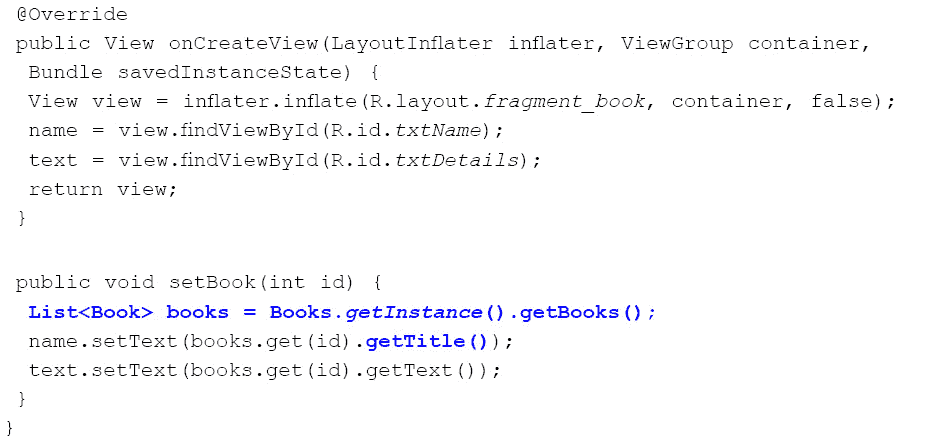 @Override
public View onCreateView(LayoutInflater inflater, ViewGroup container,
Bundle savedInstanceState) {
View view = inflater.inflate(R.layout.fragment_book, container, false);
name = view.findViewById(R.id.txtName);
text = view.findViewById(R.id.txtDetails);
return view;
}
public void setBook(int id) {
List<Book> books = Books.getInstance().getBooks();
name.setText(books.get(id).getTitle());
text.setText(books.get(id).getText());
}
}